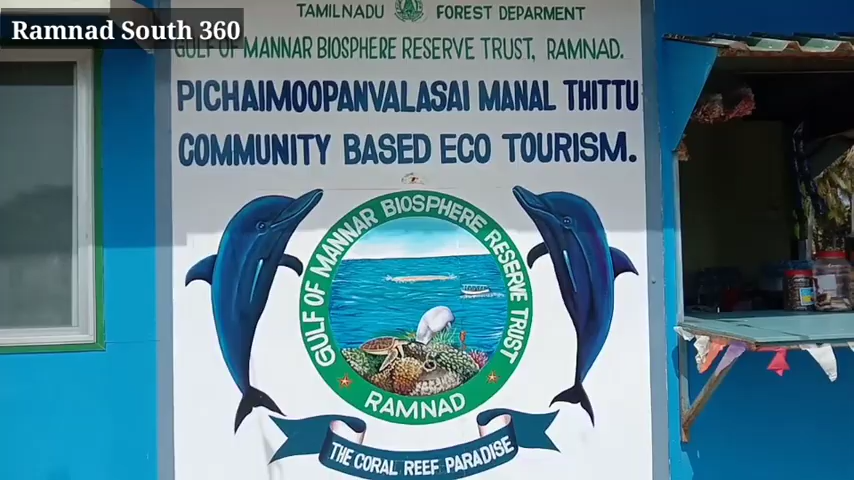 Ramnad South 360
TAMILNADU FOREST DEPARMENT
GULF OF MANNAR BIOSPHERE RESERVE TRUST, RAMNAD.
PICHAIMOOPANVALASAI MANAL THITTU
COMMUNITY BASED ECO TOURISM.
GULF OF MANNAR BIOSPHERE RESERVE TRUST
RAMNAD
THE CORAL REEF PARADISE